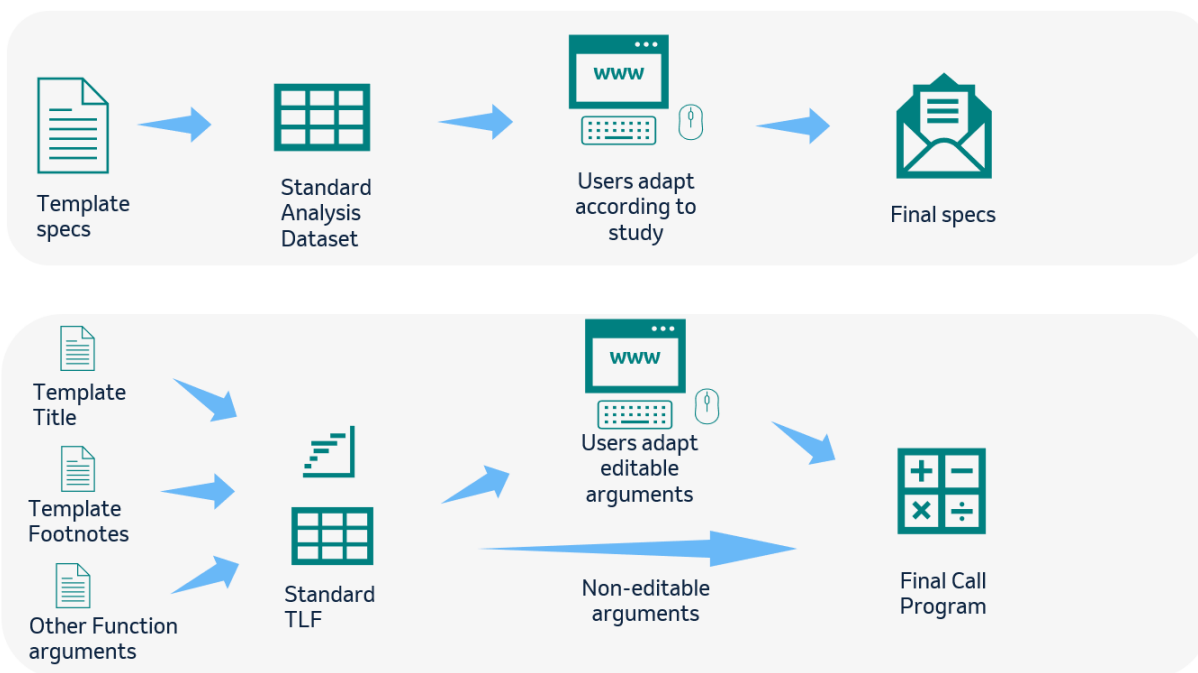 www
Template
specs
Standard
Analysis
Dataset
Users adapt
according to
study
Final specs
Template
Title
Template
Footnotes
Other Function
arguments
Standard
TLF
www
Users adapt
editable
arguments
Non-editable
arguments
Final Call
Program